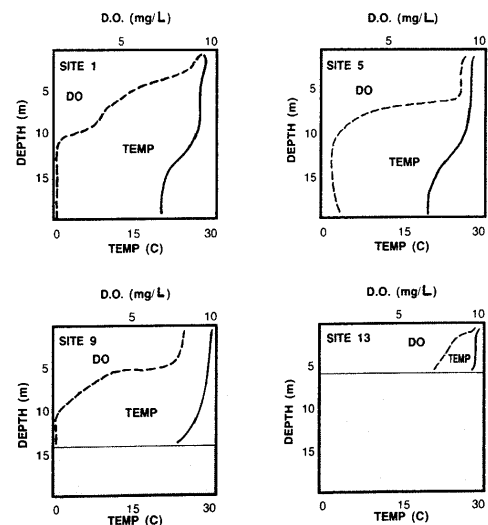 D.O. (mg/L)
5 10
SITE 1
DO
TEMP
DEPTH (m)
5
10
15
0 15 30
TEMP (C)
D.O. (mg/L)
5 10
SITE 5
DO
TEMP
DEPTH (m)
5
10
15
0 15 30
TEMP (C)
D.O. (mg/L)
5 10
SITE 9
DO
TEMP
DEPTH (m)
5
10
15
0 15 30
TEMP (C)
D.O. (mg/L)
5 10
SITE 13
DO
TEMP
DEPTH (m)
5
10
15
0 15 30
TEMP (C)